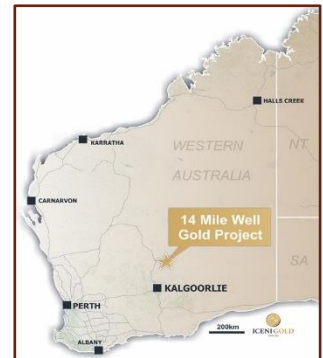 HALLS CREEK
KARRATHA
WESTERN
AUSTRALIA
NT
CARNARVON
14 Mile Well
Gold Project
SA
KALGOORLIE
PERTH
200km
ICENI GOLD
ALBANY